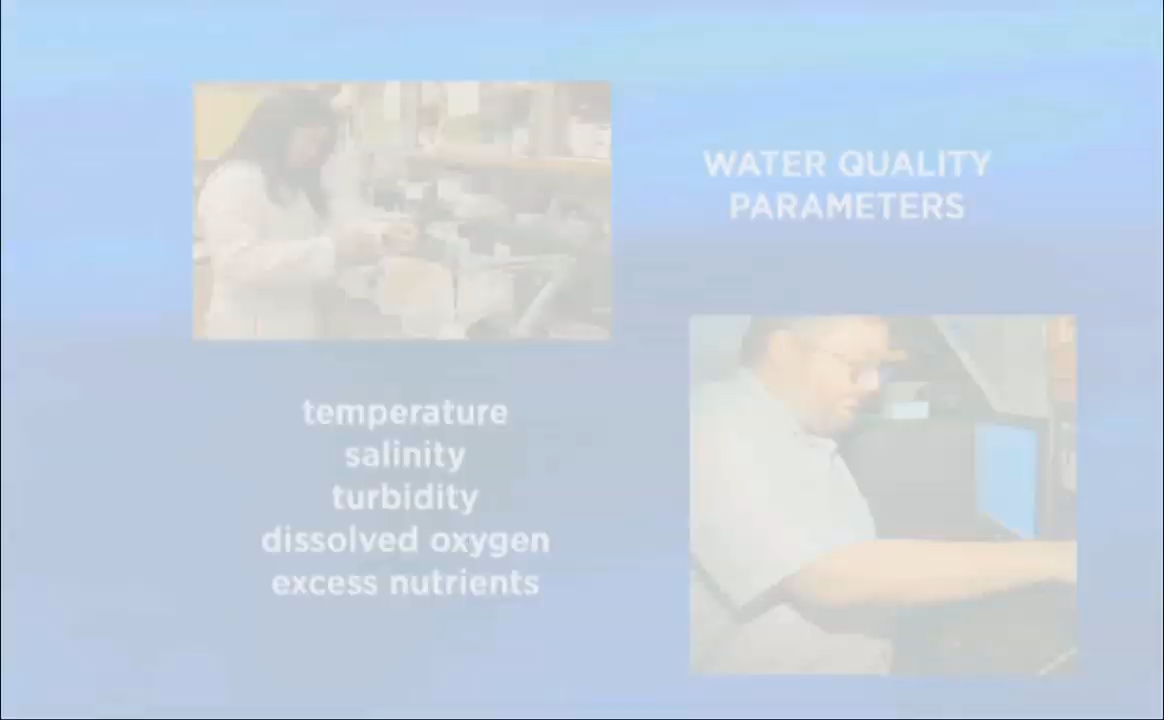 WATER QUALITY
PARAMETERS
temperature
salinity
turbidity
dissolved oxygen
excess nutrients